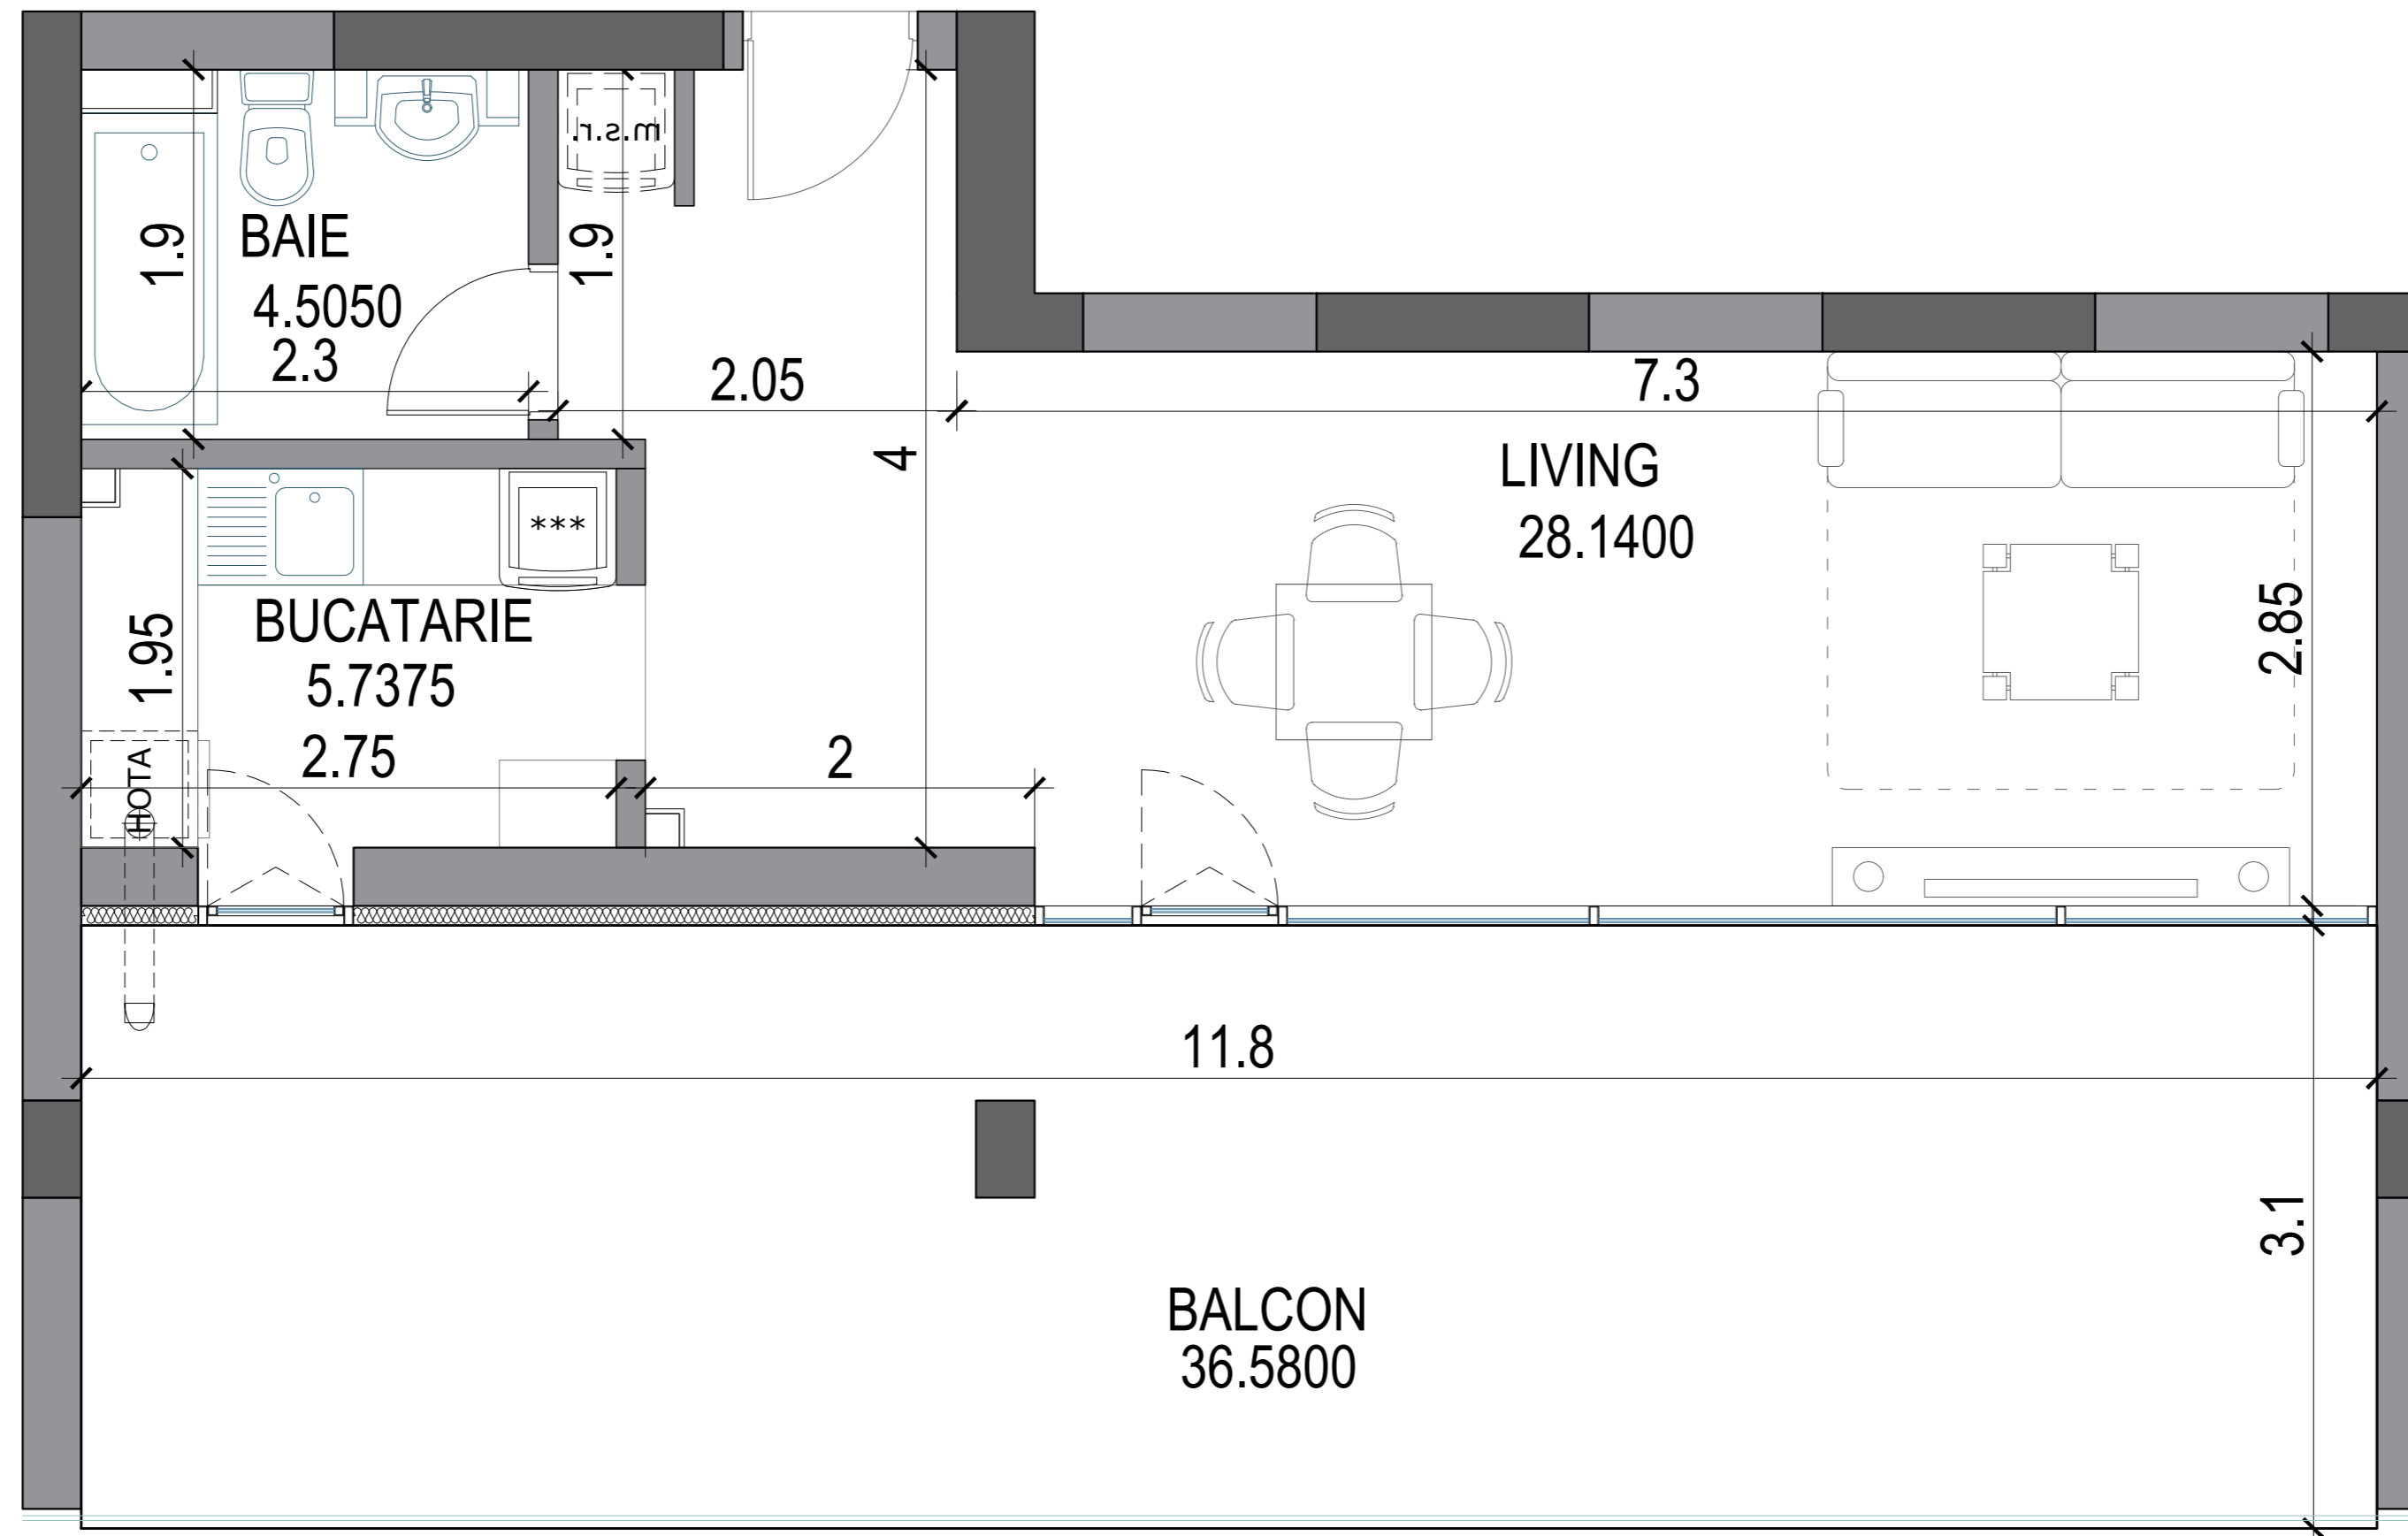 m.s.r.
1.9
BAIE
4.5050
2.3
1.9
2.05
7.3
4
LIVING
28.1400
***
BUCATARIE
5.7375
1.95
2.75
2
2.85
HOTA
11.8
3.1
BALCON
36.5800